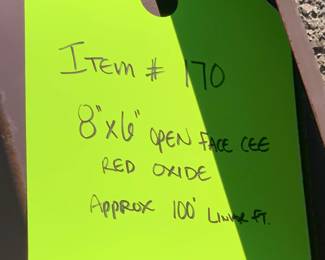 ITEM # 170
8"x6" OPEN FACE CEE
RED OXIDE
APPROX 100' LINEAR FT.